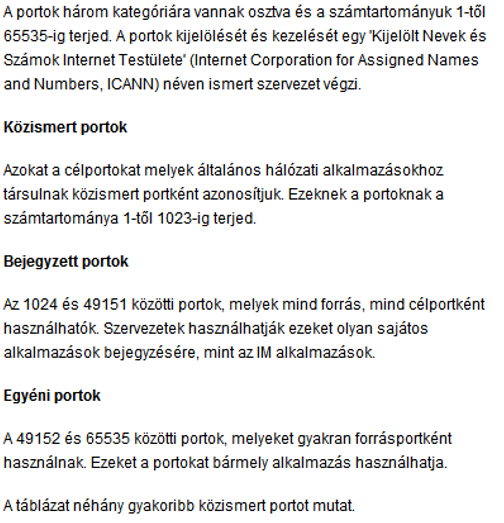 A portok három kategóriára vannak osztva és a számtartományuk 1-től
65535-ig terjed. A portok kijelölését és kezelését egy 'Kijelölt Nevek és
Számok Internet Testülete' (Internet Corporation for Assigned Names
and Numbers, ICANN) néven ismert szervezet végzi.
Közismert portok
Azokat a célportokat melyek általános hálózati alkalmazásokhoz
társulnak közismert portként azonosítjuk. Ezeknek a portoknak a
számtartománya 1-től 1023-ig terjed.
Bejegyzett portok
Az 1024 és 49151 közötti portok, melyek mind forrás, mind célportként
használhatók. Szervezetek használhatják ezeket olyan sajátos
alkalmazások bejegyzésére, mint az IM alkalmazások.
Egyéni portok
A 49152 és 65535 közötti portok, melyeket gyakran forrásportként
használnak. Ezeket a portokat bármely alkalmazás használhatja.
A táblázat néhány gyakoribb közismert portot mutat.